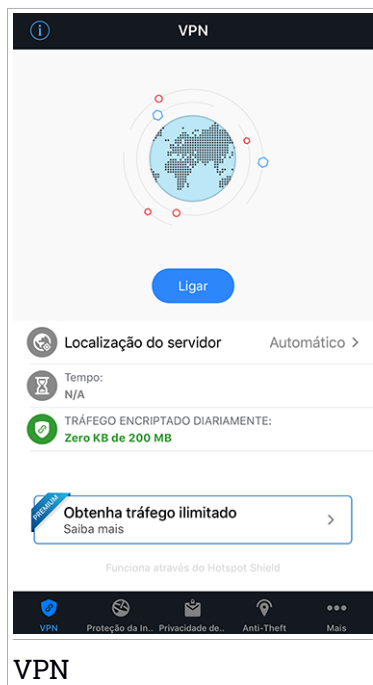 VPN
Ligar
Localização do servidor Automático >
Tempo:
N/A
TRÁFEGO ENCRIPTADO DIARIAMENTE:
Zero KB de 200 MB
PREMIUM
Obtenha tráfego ilimitado
Saiba mais
Funciona através do Hotspot Shield
VPN Proteção da In.. Privacidade de.. Anti-Theft Mais
VPN